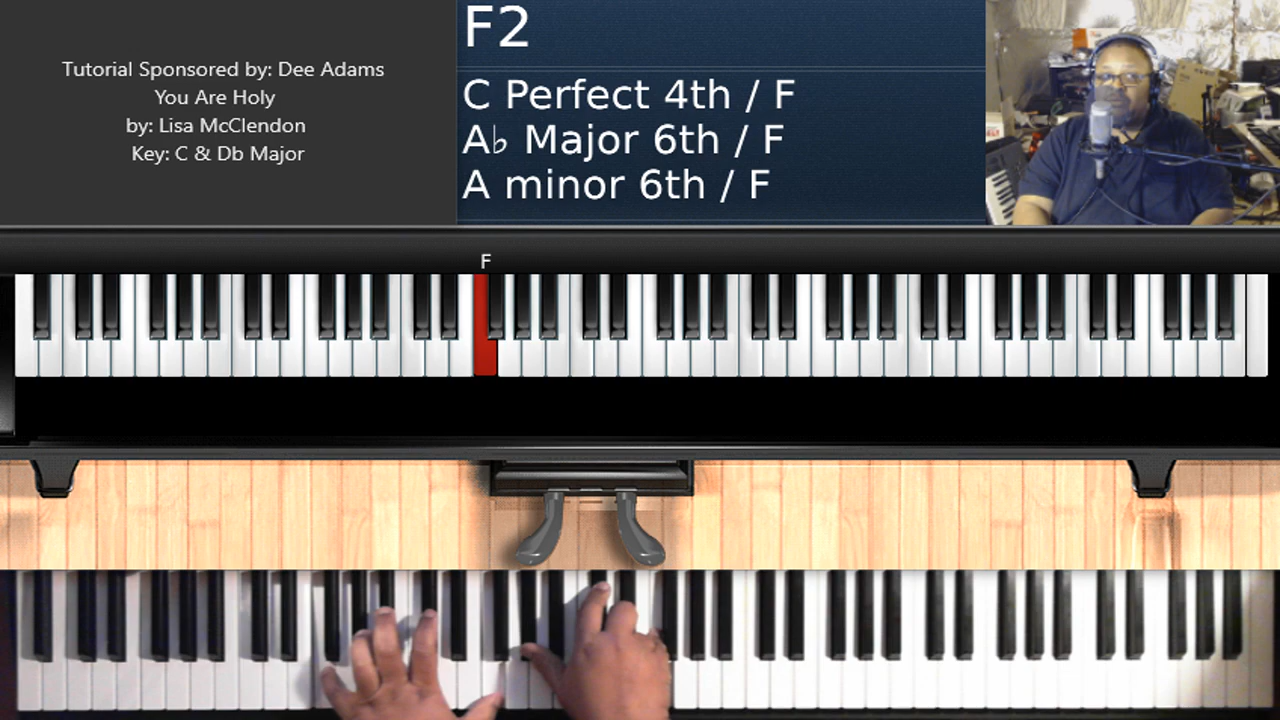 Tutorial Sponsored by: Dee Adams
You Are Holy
by: Lisa McClendon
Key: C & Db Major
F2
C Perfect 4th / F
A♭ Major 6th / F
A minor 6th / F
F